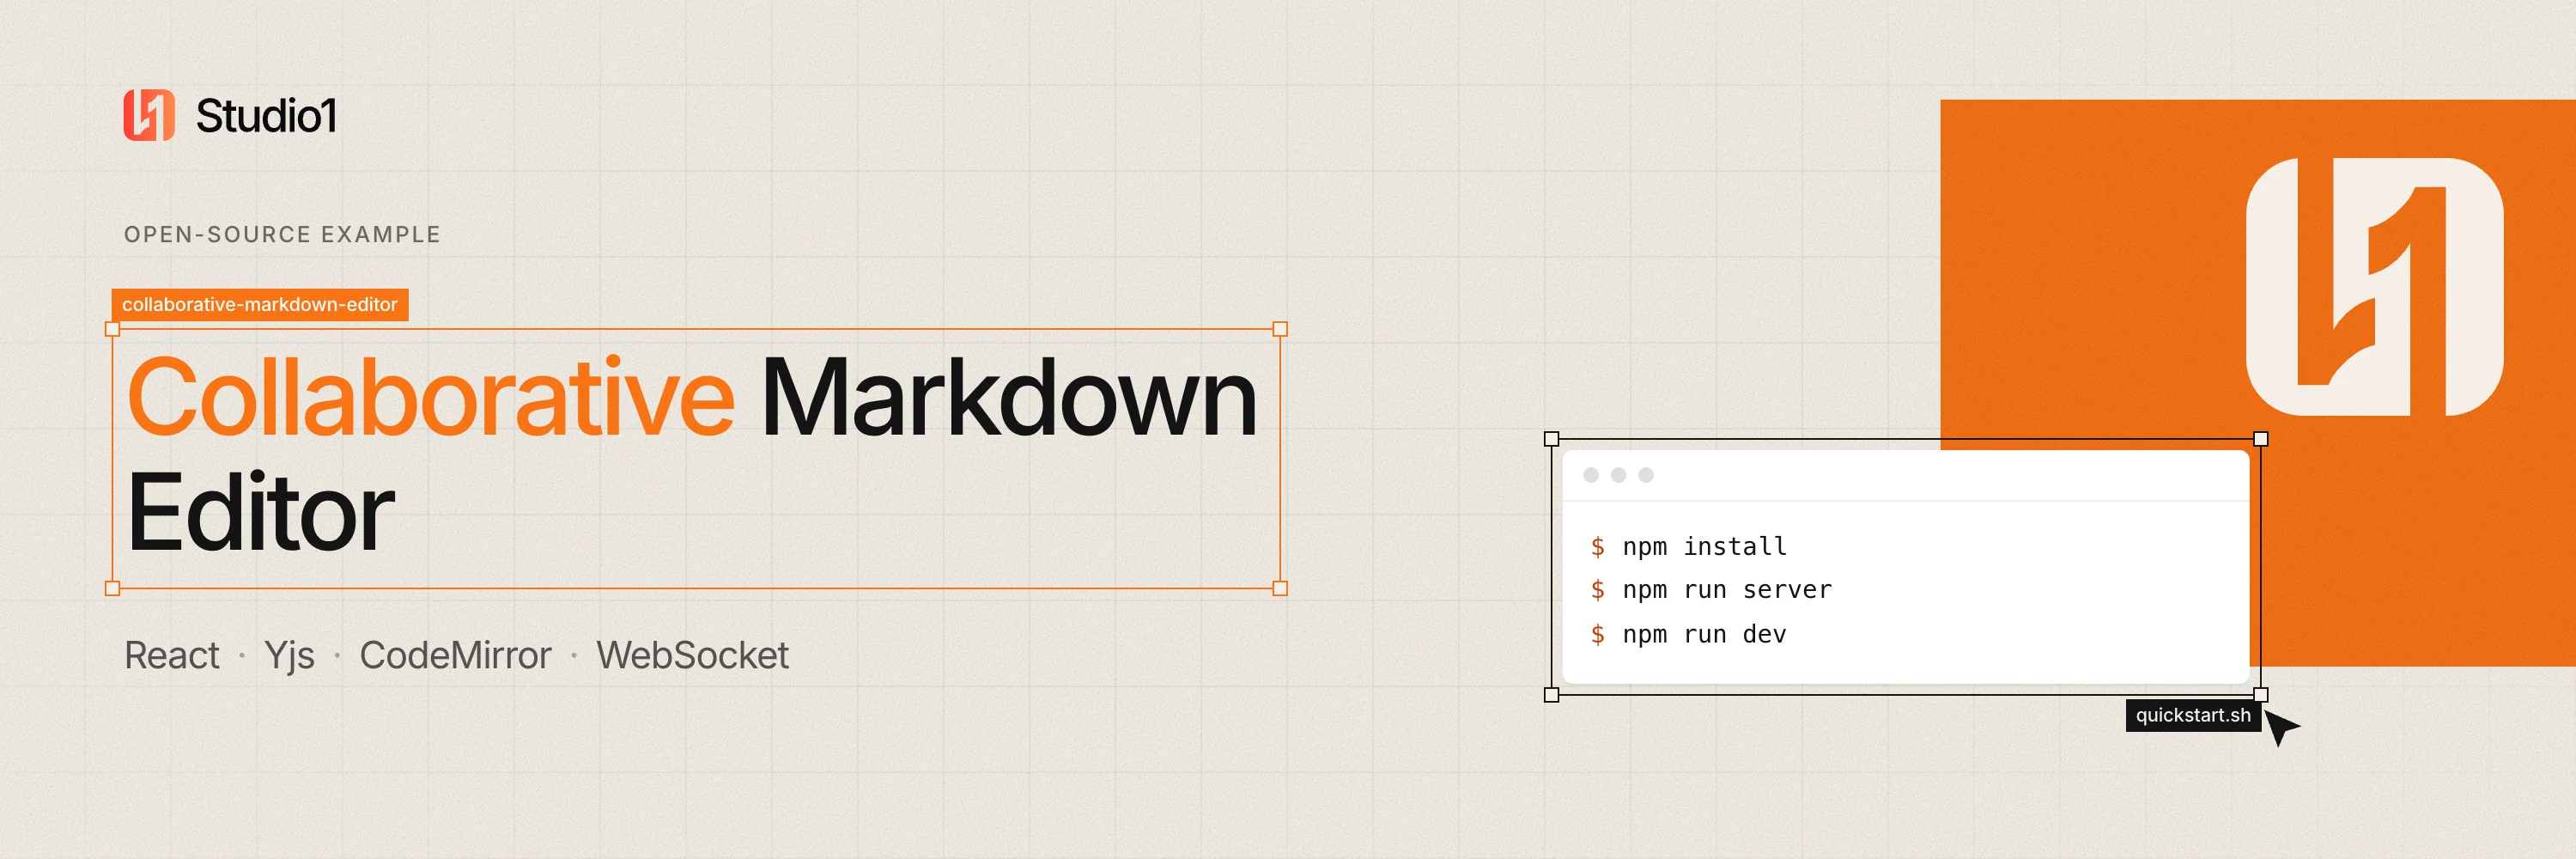 Studio1
OPEN-SOURCE EXAMPLE
collaborative-markdown-editor
Collaborative Markdown
Editor
React · Yjs · CodeMirror · WebSocket
$ npm install
$ npm run server
$ npm run dev
quickstart.sh